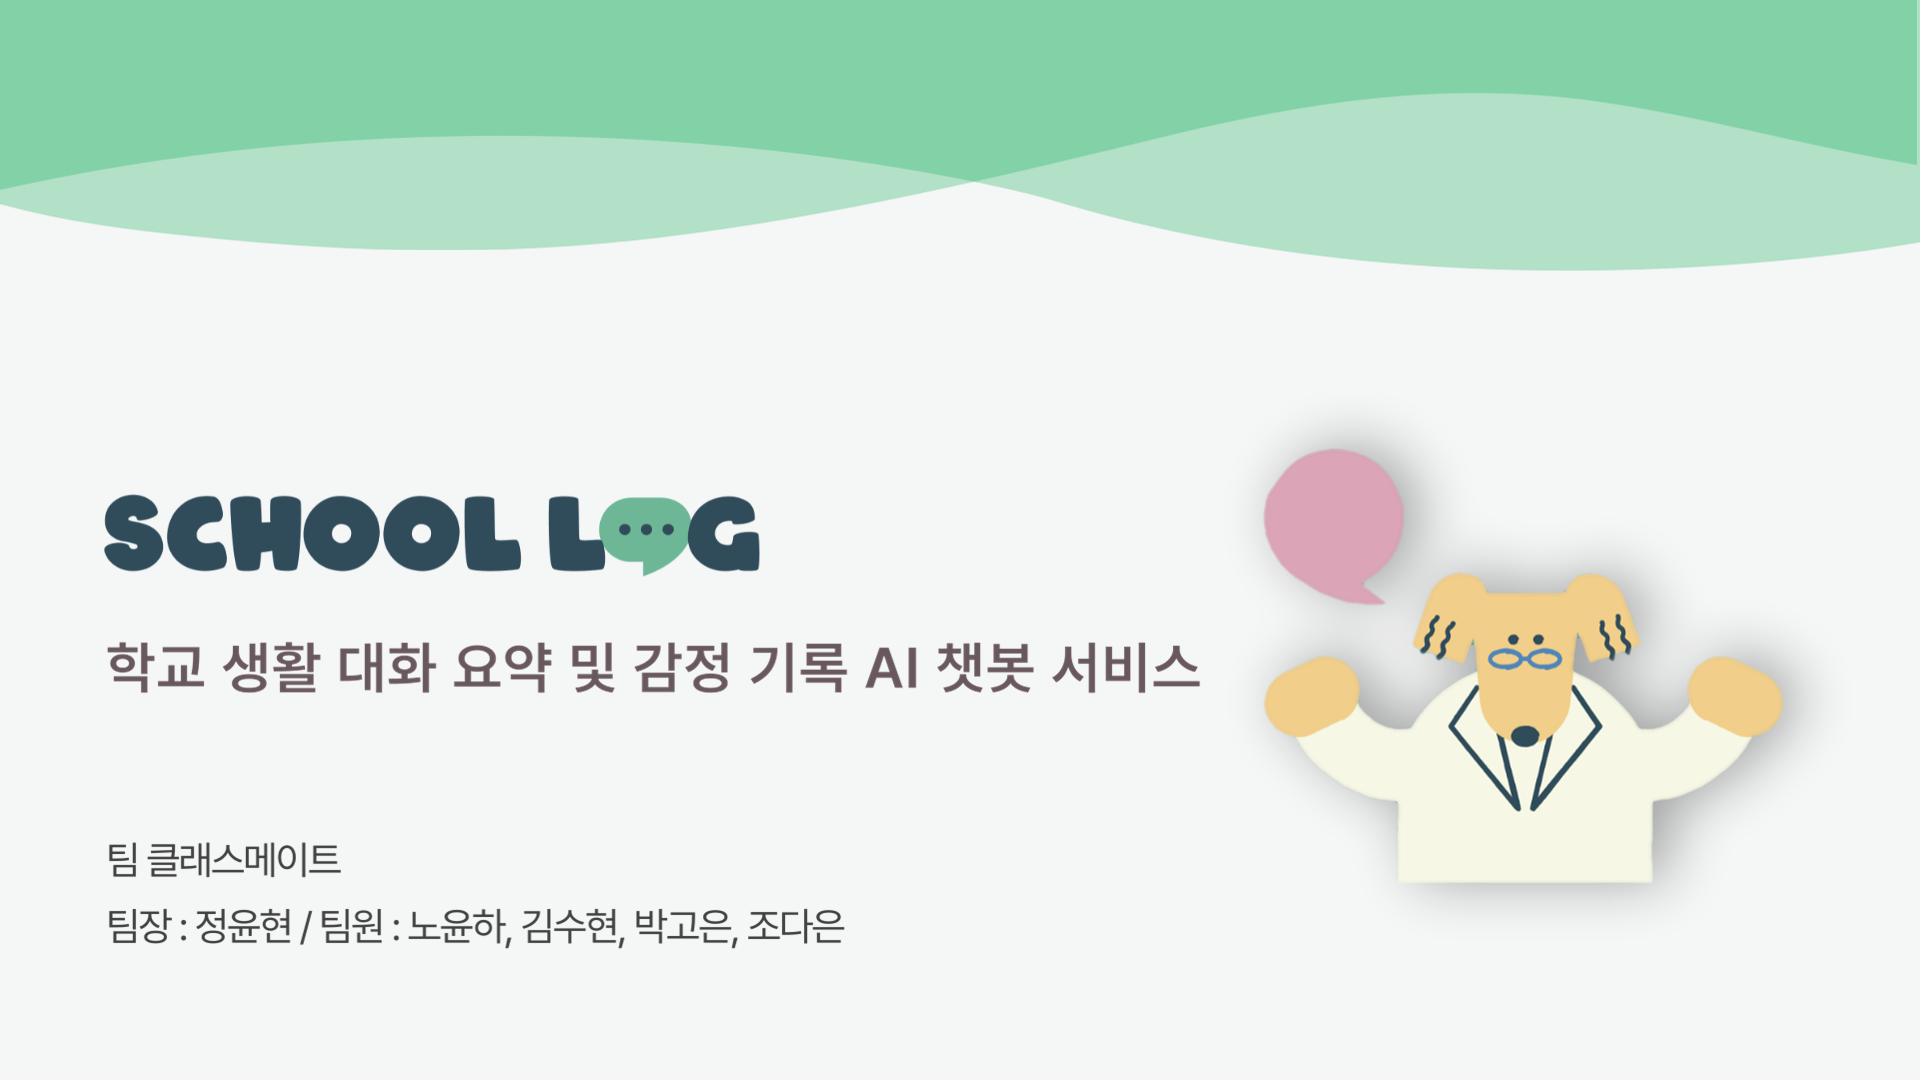 SCHOOL LOG
학교 생활 대화 요약 및 감정 기록 AI 챗봇 서비스
팀 클래스메이트
팀장 : 정윤현 / 팀원 : 노윤하, 김수현, 박고은, 조다은